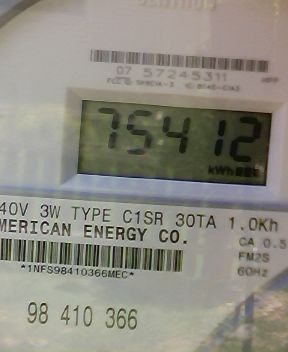 07 57245311
75412
kWh
40V 3W TYPE C1SR 30TA 1.0Kh
MERICAN ENERGY CO.
CA 0.5
FM2S
60Hz
*1NFS98410366MEC*
98 410 366